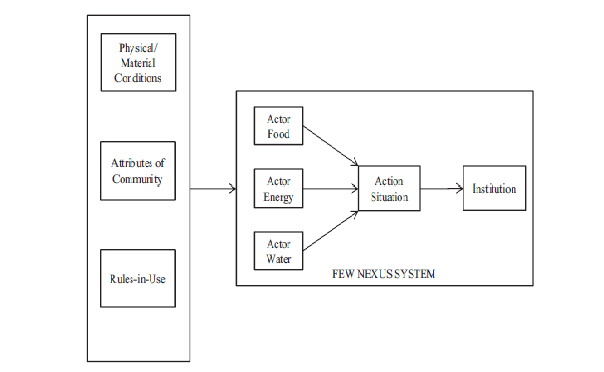 Physical/
Material
Conditions
Attributes of
Community
Rules-in-Use
Actor
Food
Actor
Energy
Actor
Water
Action
Situation
Institution
FEW NEXUS SYSTEM